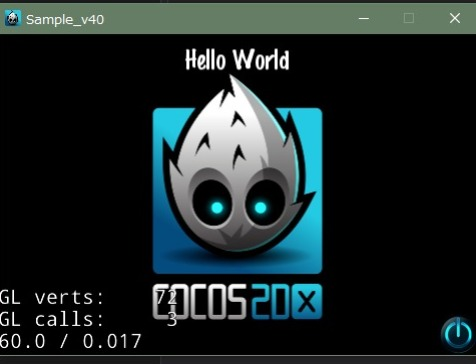 Sample_v40
Hello World
COCOS2DX
GL verts: 72
GL calls: 3
60.0 / 0.017